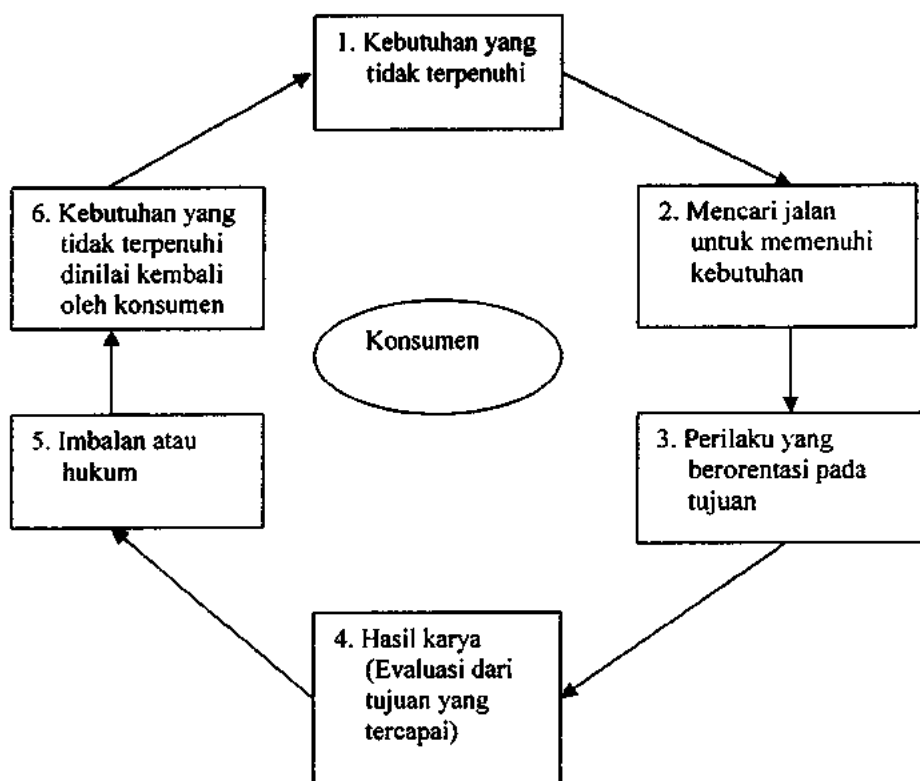 1. Kebutuhan yang
tidak terpenuhi
2. Mencari jalan
untuk memenuhi
kebutuhan
3. Perilaku yang
berorentasi pada
tujuan
4. Hasil karya
(Evaluasi dari
tujuan yang
tercapai)
5. Imbalan atau
hukum
6. Kebutuhan yang
tidak terpenuhi
dinilai kembali
oleh konsumen
Konsumen